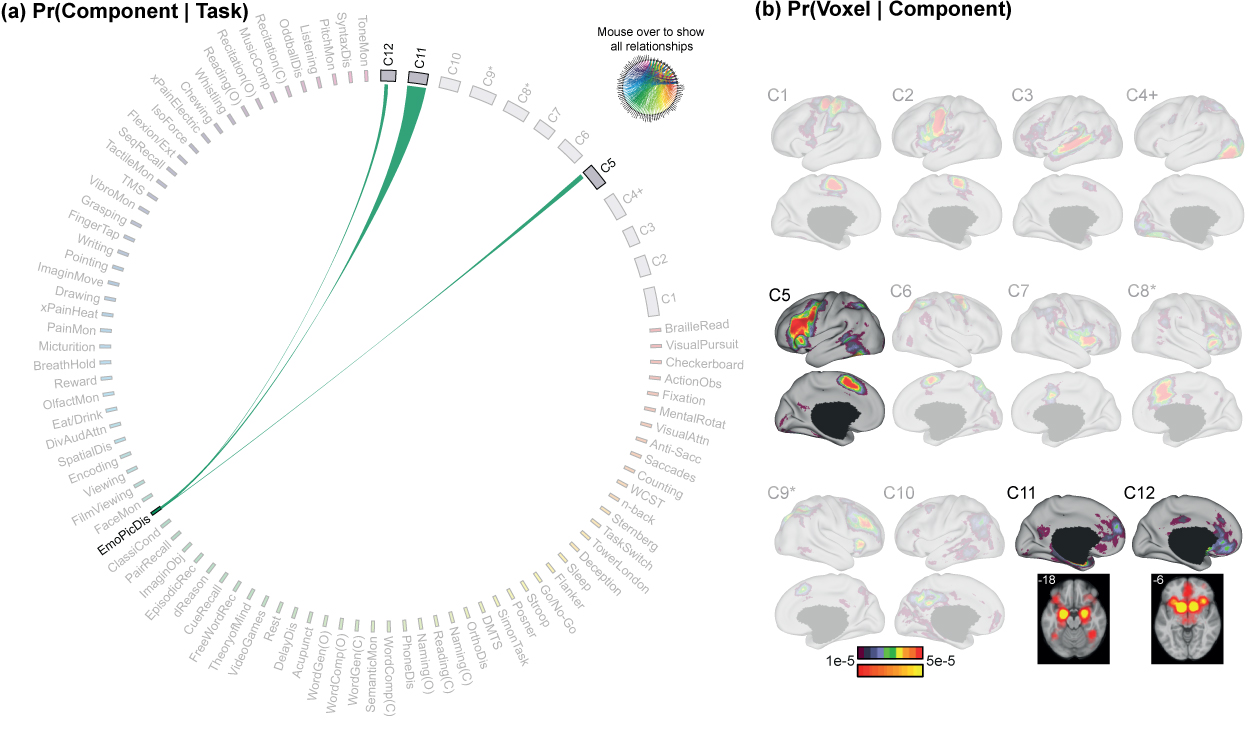 (a) Pr(Component | Task)
(b) Pr(Voxel | Component)
Mouse over to show
all relationships
C12
C11
C10
C9*
C8*
C7
C6
C5
C4+
C3
C2
C1
BrailleRead
VisualPursuit
Checkerboard
ActionObs
Fixation
MentalRotat
VisualAttn
Anti-Sacc
Saccades
Counting
WCST
n-back
Sternberg
TaskSwitch
TowerLondon
Deception
Sleep
Flanker
Go/No-Go
Stroop
Posner
SimonTask
DMTS
OrthoDis
Naming(C)
Reading(C)
Naming(O)
PhoneDis
WordComp(C)
SemanticMon
WordGen(C)
WordComp(O)
WordGen(O)
Acupunct
DelayDis
Rest
VideoGames
TheoryofMind
FreeWordRec
CueRecall
dReason
EpisodicRec
ImaginObj
PairRecall
ClassiCond
EmoPicDis
FaceMon
FilmViewing
Viewing
Encoding
SpatialDis
DivAudAttn
Eat/Drink
OlfactMon
Reward
BreathHold
Micturition
PainMon
xPainHeat
Drawing
ImaginMove
Pointing
Writing
FingerTap
Grasping
VibroMon
TMS
TactileMon
SeqRecall
Flexion/Ext
IsoForce
xPainElectric
Chewing
Whistling
Reading(O)
Recitation(O)
MusicComp
Recitation(C)
OddballDis
Listening
PitchMon
SyntaxDis
ToneMon
C1
C2
C3
C4+
C5
C6
C7
C8*
C9*
C10
C11
C12
-18
-6
1e-5
5e-5